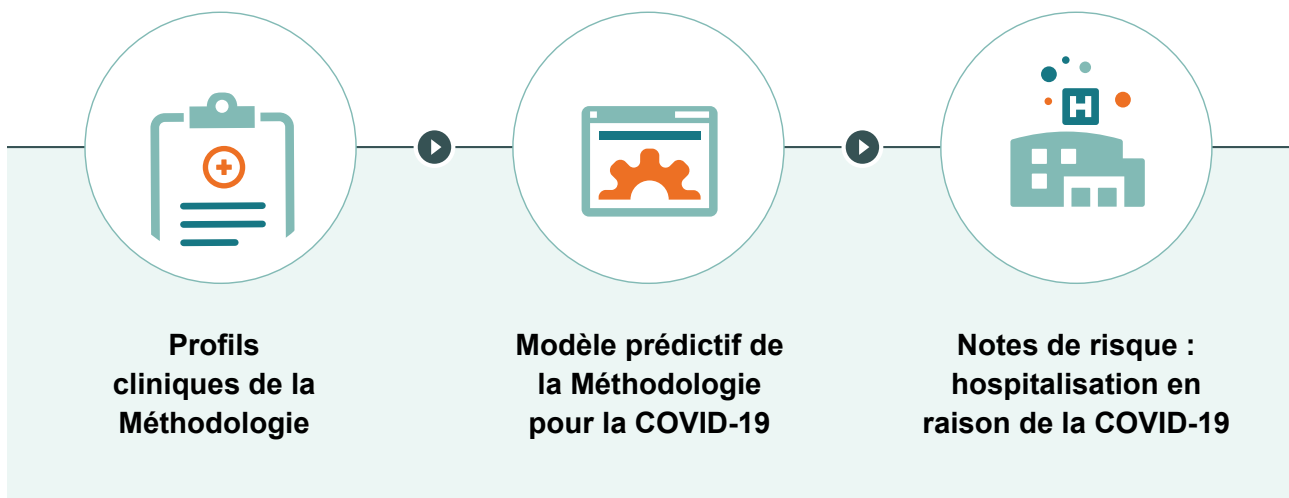 H
Profils
cliniques de la
Méthodologie
Modèle prédictif de
la Méthodologie
pour la COVID-19
Notes de risque :
hospitalisation en
raison de la COVID-19